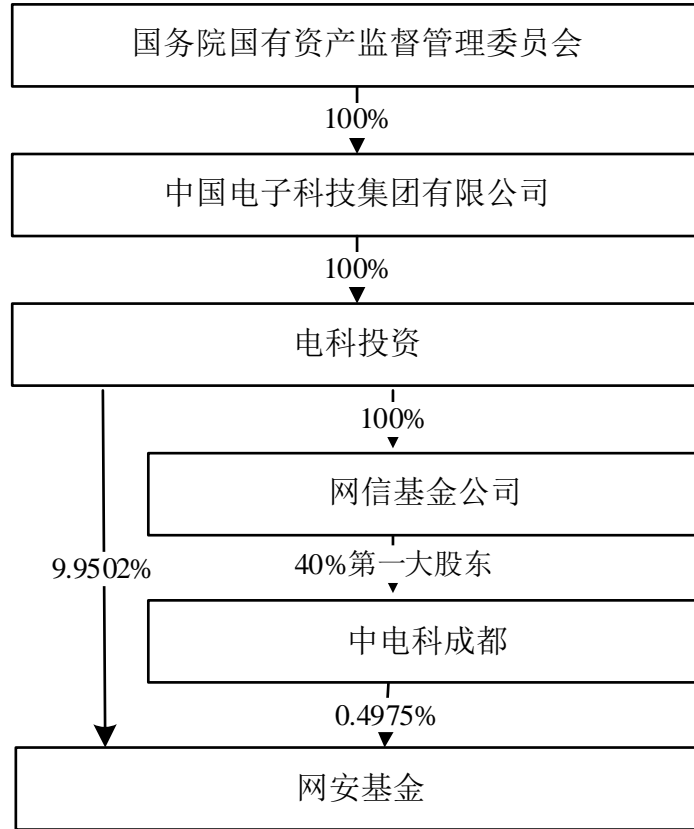 国务院国有资产监督管理委员会
100%
中国电子科技集团有限公司
100%
电科投资
100%
网信基金公司
9.9502%
40%第一大股东
中电科成都
0.4975%
网安基金